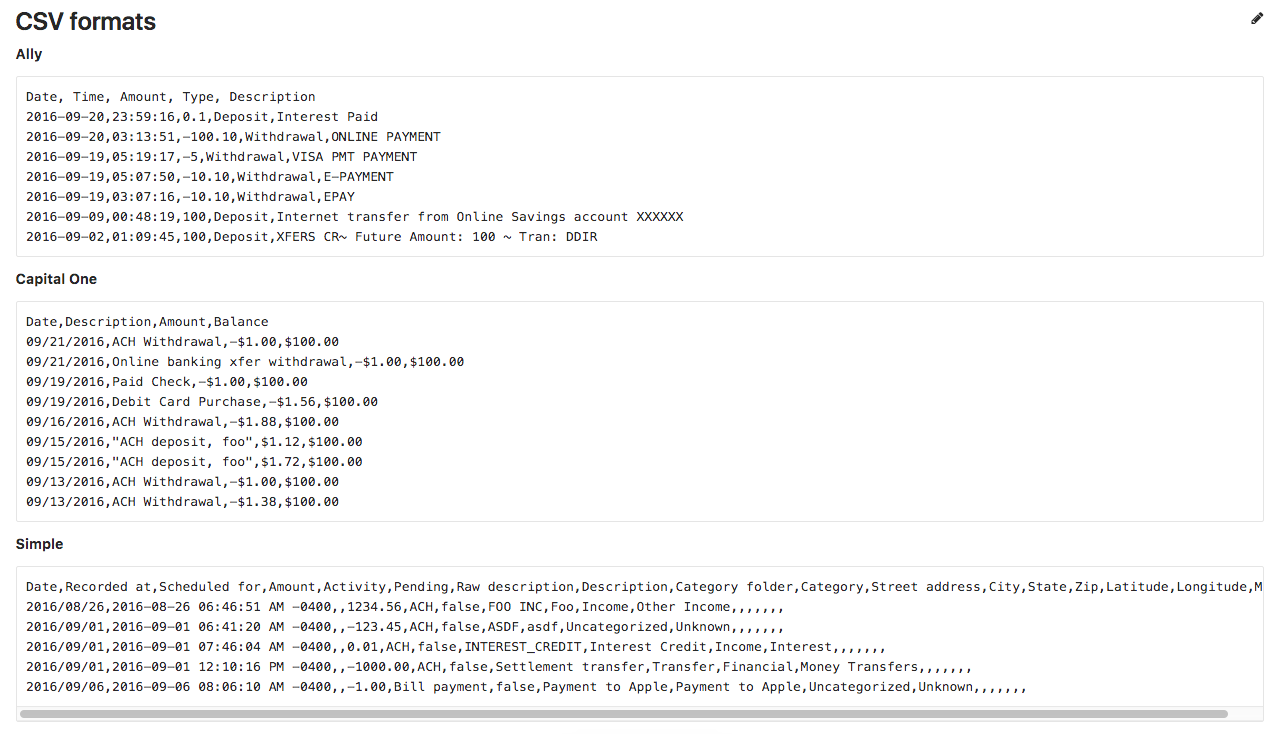 CSV formats
Ally
Date, Time, Amount, Type, Description
2016-09-20,23:59:16,0.1,Deposit,Interest Paid
2016-09-20,03:13:51,-100.10,Withdrawal,ONLINE PAYMENT
2016-09-19,05:19:17,-5,Withdrawal,VISA PMT PAYMENT
2016-09-19,05:07:50,-10.10,Withdrawal,E-PAYMENT
2016-09-19,03:07:16,-10.10,Withdrawal,EPAY
2016-09-09,00:48:19,100,Deposit,Internet transfer from Online Savings account XXXXXX
2016-09-02,01:09:45,100,Deposit,XFERS CR~ Future Amount: 100 ~ Tran: DDIR
Capital One
Date,Description,Amount,Balance
09/21/2016,ACH Withdrawal,-$1.00,$100.00
09/21/2016,Online banking xfer withdrawal,-$1.00,$100.00
09/19/2016,Paid Check,-$1.00,$100.00
09/19/2016,Debit Card Purchase,-$1.56,$100.00
09/16/2016,ACH Withdrawal,-$1.88,$100.00
09/15/2016,"ACH deposit, foo",$1.12,$100.00
09/15/2016,"ACH deposit, foo",$1.72,$100.00
09/13/2016,ACH Withdrawal,-$1.00,$100.00
09/13/2016,ACH Withdrawal,-$1.38,$100.00
Simple
Date,Recorded at,Scheduled for,Amount,Activity,Pending,Raw description,Description,Category folder,Category,Street address,City,State,Zip,Latitude,Longitude,M
2016/08/26,2016-08-26 06:46:51 AM -0400,,1234.56,ACH,false,FOO INC,Foo,Income,Other Income,,,,,,,
2016/09/01,2016-09-01 06:41:20 AM -0400,,-123.45,ACH,false,ASDF,asdf,Uncategorized,Unknown,,,,,,,
2016/09/01,2016-09-01 07:46:04 AM -0400,,0.01,ACH,false,INTEREST_CREDIT,Interest Credit,Income,Interest,,,,,,,
2016/09/01,2016-09-01 12:10:16 PM -0400,,-1000.00,ACH,false,Settlement transfer,Transfer,Financial,Money Transfers,,,,,,,
2016/09/06,2016-09-06 08:06:10 AM -0400,,-1.00,Bill payment,false,Payment to Apple,Payment to Apple,Uncategorized,Unknown,,,,,,,